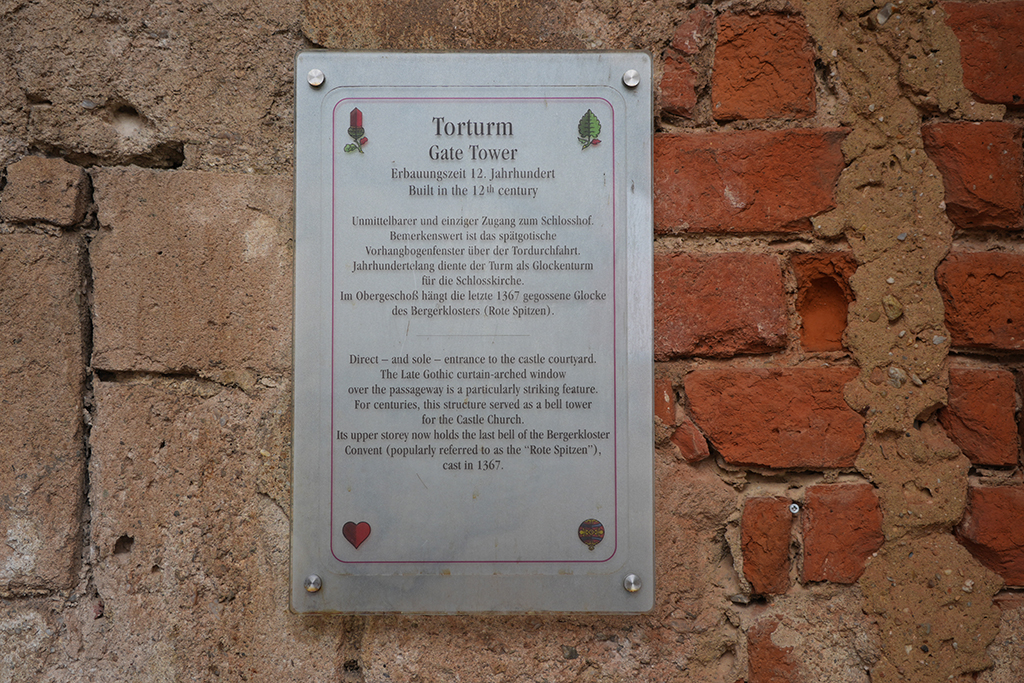 Torturm
Gate Tower
Erbauungszeit 12. Jahrhundert
Built in the 12th century
Unmittelbarer und einziger Zugang zum Schlosshof.
Bemerkenswert ist das spätgotische
Vorhangbogenfenster über der Tordurchfahrt.
Jahrhundertelang diente der Turm als Glockenturm
für die Schlosskirche.
Im Obergeschoß hängt die letzte 1367 gegossene Glocke
des Bergerklosters (Rote Spitzen).
Direct – and sole – entrance to the castle courtyard.
The Late Gothic curtain-arched window
over the passageway is a particularly striking feature.
For centuries, this structure served as a bell tower
for the Castle Church.
Its upper storey now holds the last bell of the Bergerkloster
Convent (popularly referred to as the “Rote Spitzen”),
cast in 1367.